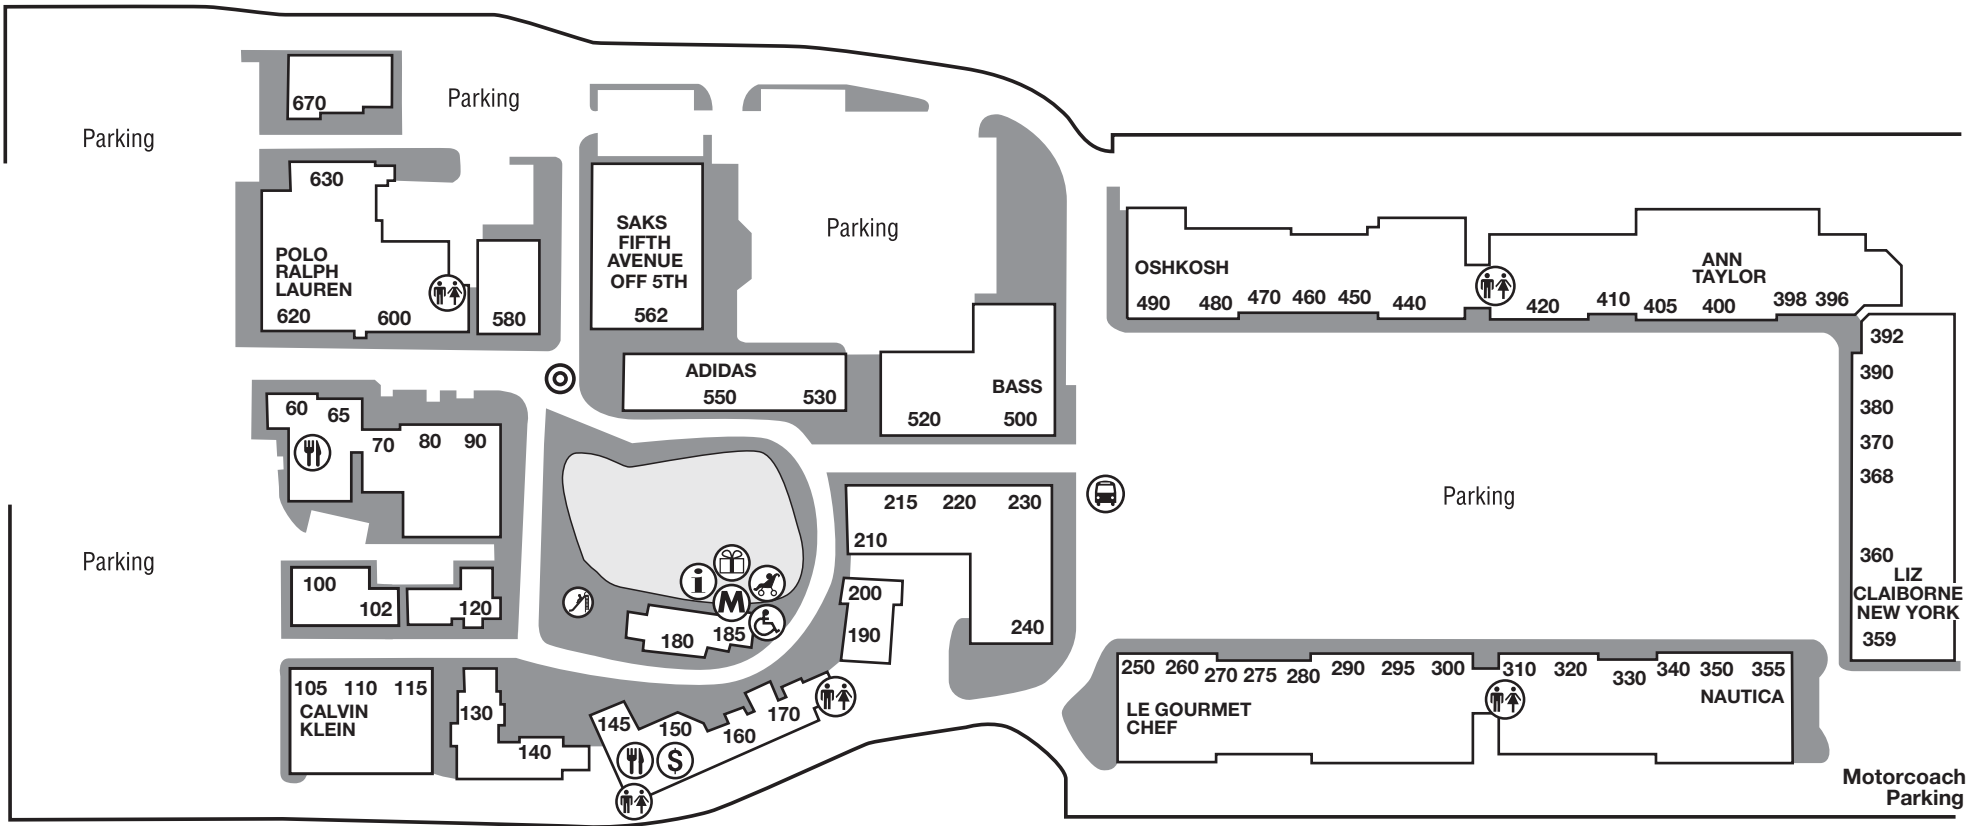 Parking
670
Parking
630
POLO
RALPH
LAUREN
620 600 580
SAKS
FIFTH
AVENUE
OFF 5TH
562
Parking
ADIDAS
550 530
BASS
520 500
OSHKOSH
490 480 470 460 450 440
ANN
TAYLOR
420 410 405 400 398 396
392
390
380
370
368
360
LIZ
CLAIBORNE
NEW YORK
359
60 65
70 80 90
Parking
215 220 230
210
Parking
100
102 120
i
M
180 185
200
190
240
105 110 115
CALVIN
KLEIN
130
140
145 150 160 170
$
250 260 270 275 280 290 295 300 310 320 330 340 350 355
LE GOURMET
CHEF
NAUTICA
Motorcoach
Parking